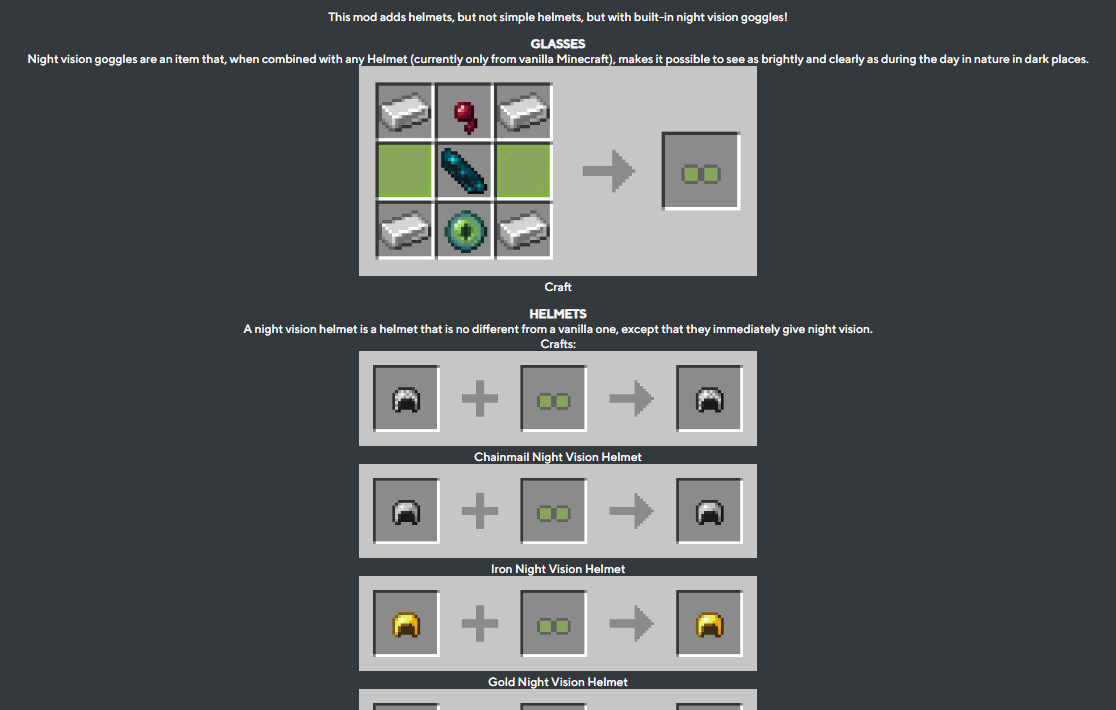 This mod adds helmets, but not simple helmets, but with built-in night vision goggles!
GLASSES
Night vision goggles are an item that, when combined with any Helmet (currently only from vanilla Minecraft), makes it possible to see as brightly and clearly as during the day in nature in dark places.
Craft
HELMETS
A night vision helmet is a helmet that is no different from a vanilla one, except that they immediately give night vision.
Crafts:
Chainmail Night Vision Helmet
Iron Night Vision Helmet
Gold Night Vision Helmet